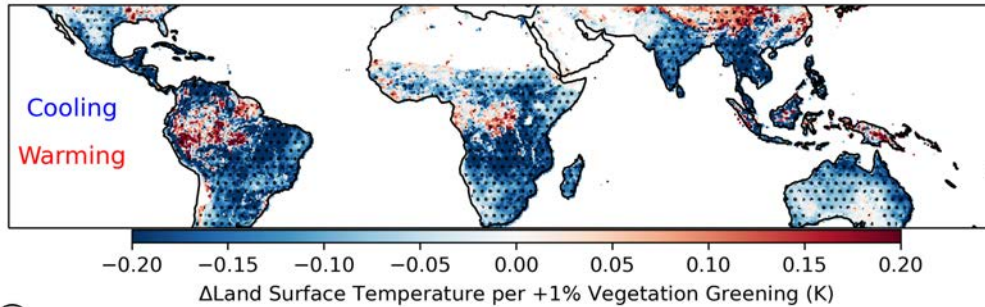 Cooling
Warming
−0.20 −0.15 −0.10 −0.05 0.00 0.05 0.10 0.15 0.20
ΔLand Surface Temperature per +1% Vegetation Greening (K)